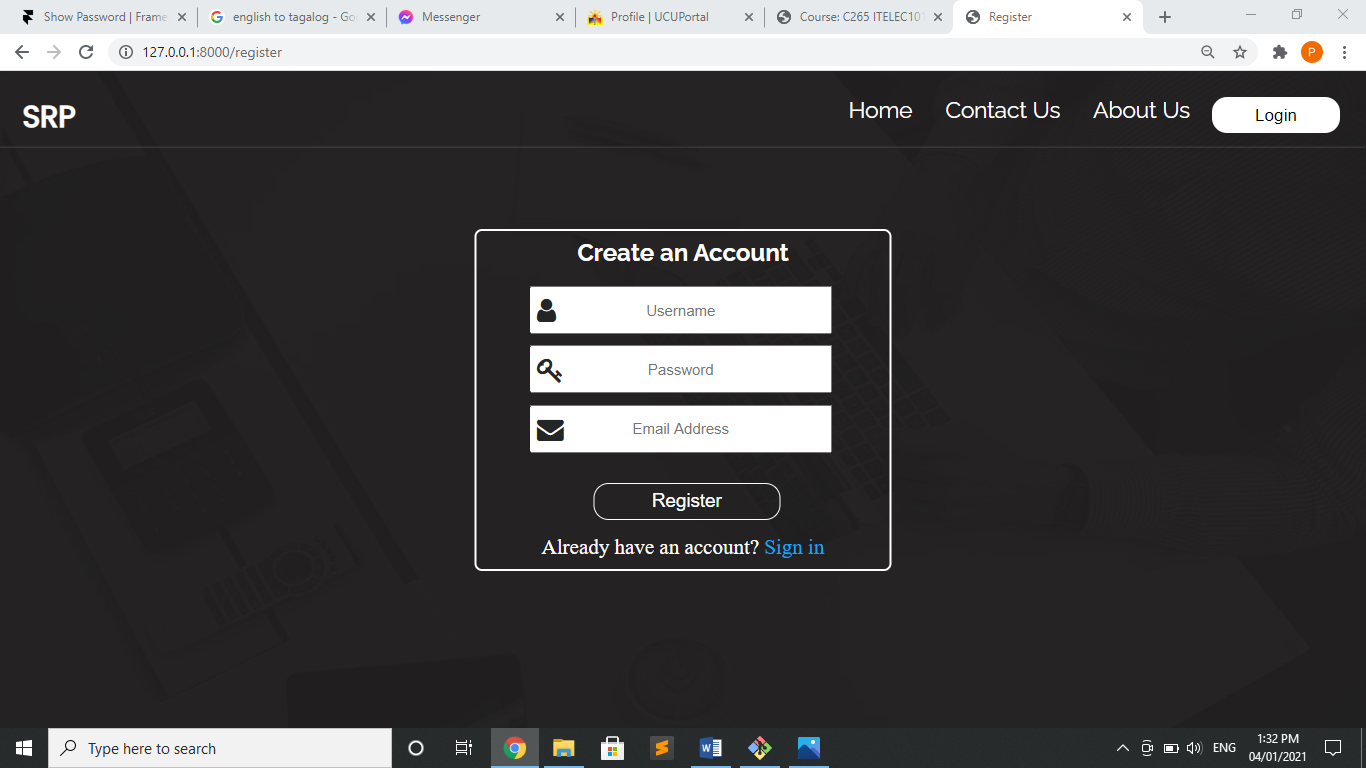 Show Password | Frame
english to tagalog - Goo
Messenger
Profile | UCUPortal
Course: C265 ITELEC101
Register
127.0.0.1:8000/register
P
SRP
Home
Contact Us
About Us
Login
Create an Account
Username
Password
Email Address
Register
Already have an account? Sign in
Type here to search
ENG
1:32 PM
04/01/2021